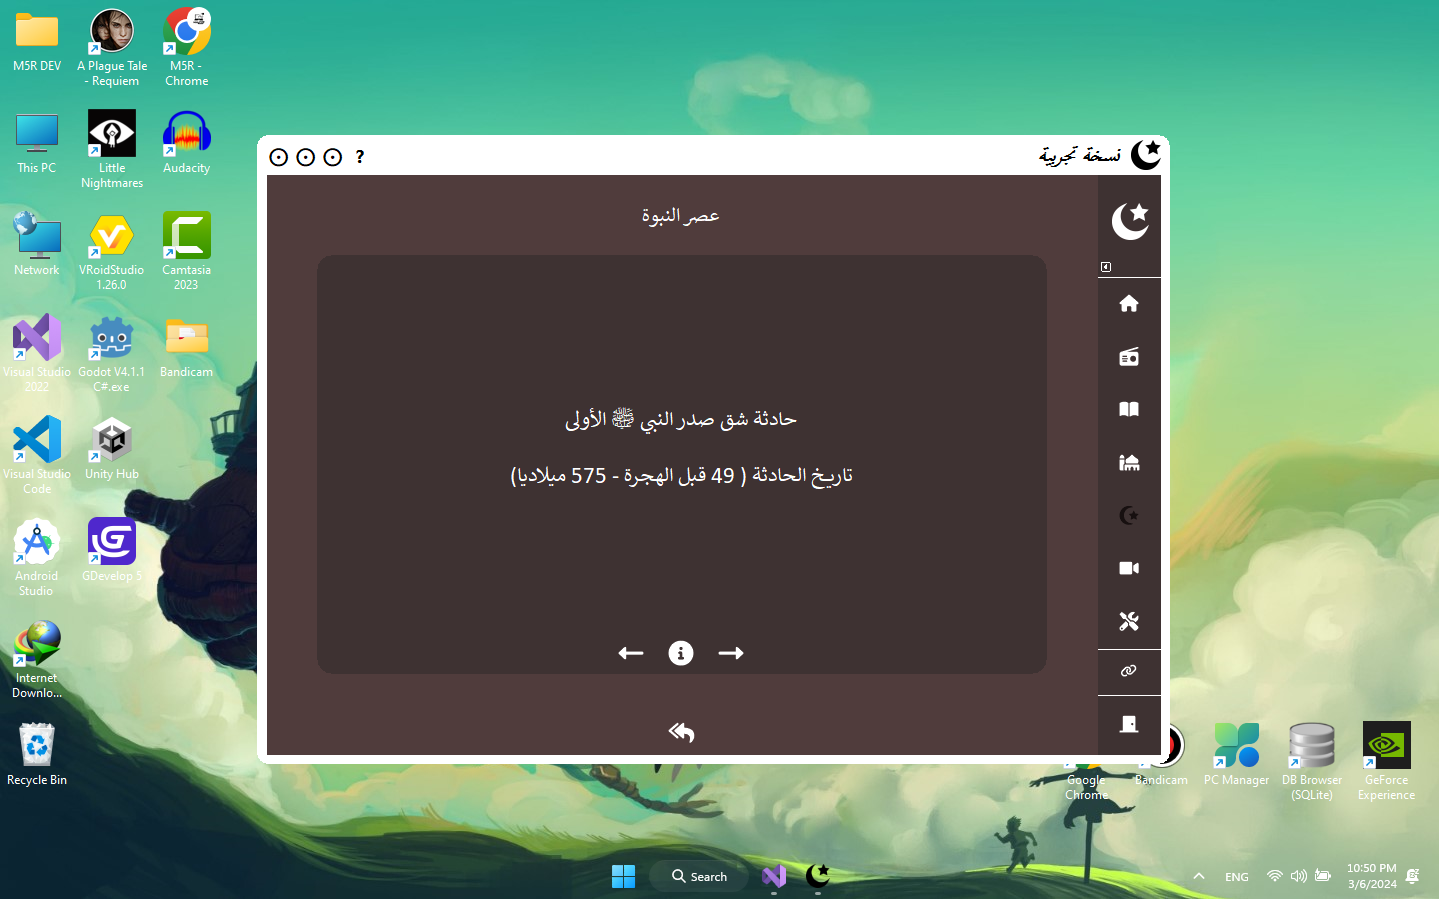 M5R DEV
A Plague Tale
- Requiem
M5R -
Chrome
This PC
Little
Nightmares
Audacity
Network
VRoidStudio
1.26.0
Camtasia
2023
Visual Studio
2022
Godot V4.1.1
C#.exe
Bandicam
Visual Studio
Code
Unity Hub
Android
Studio
GDevelop 5
Internet
Downlo...
Recycle Bin
?
نسخة تجريبية
عصر النبوة
حادثة شق صدر النبي ﷺ الأولى
تاريخ الحادثة ( 49 قبل الهجرة - 575 ميلاديا)
Google
Chrome
Bandicam
PC Manager
DB Browser
(SQLite)
GeForce
Experience
Search
ENG
10:50 PM
3/6/2024